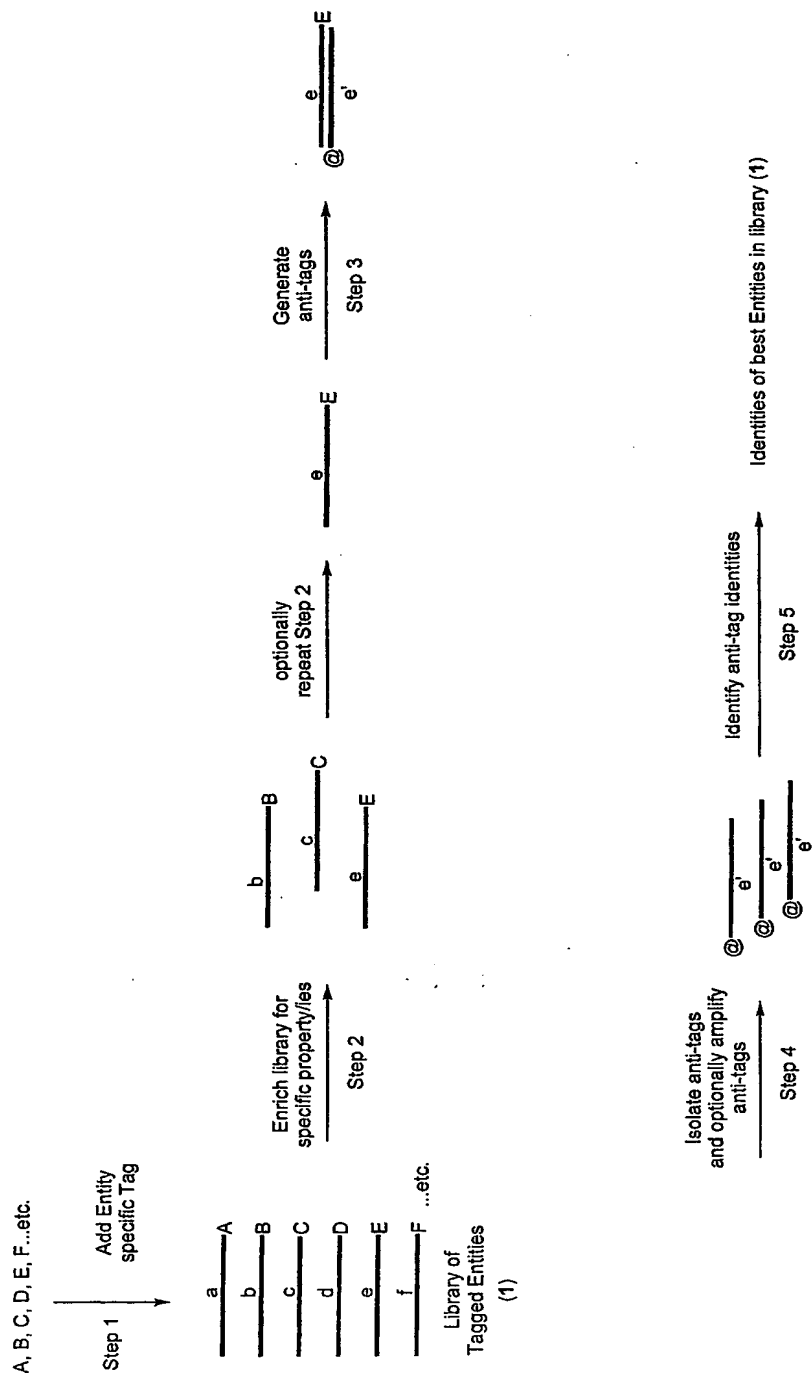 A, B, C, D, E, F...etc.
Step 1
Add Entity
specific Tag
a
A
b
B
c
C
d
D
e
E
f
F ...etc.
Library of
Tagged Entities
(1)
Enrich library for
specific property/ies
Step 2
b
B
c
C
e
E
optionally
repeat Step 2
e
E
Generate
anti-tags
Step 3
e
E
@
e'
Isolate anti-tags
and optionally amplify
anti-tags
Step 4
@
e'
@
e'
@
e'
Identify anti-tag identities
Step 5
Identities of best Entities in library (1)